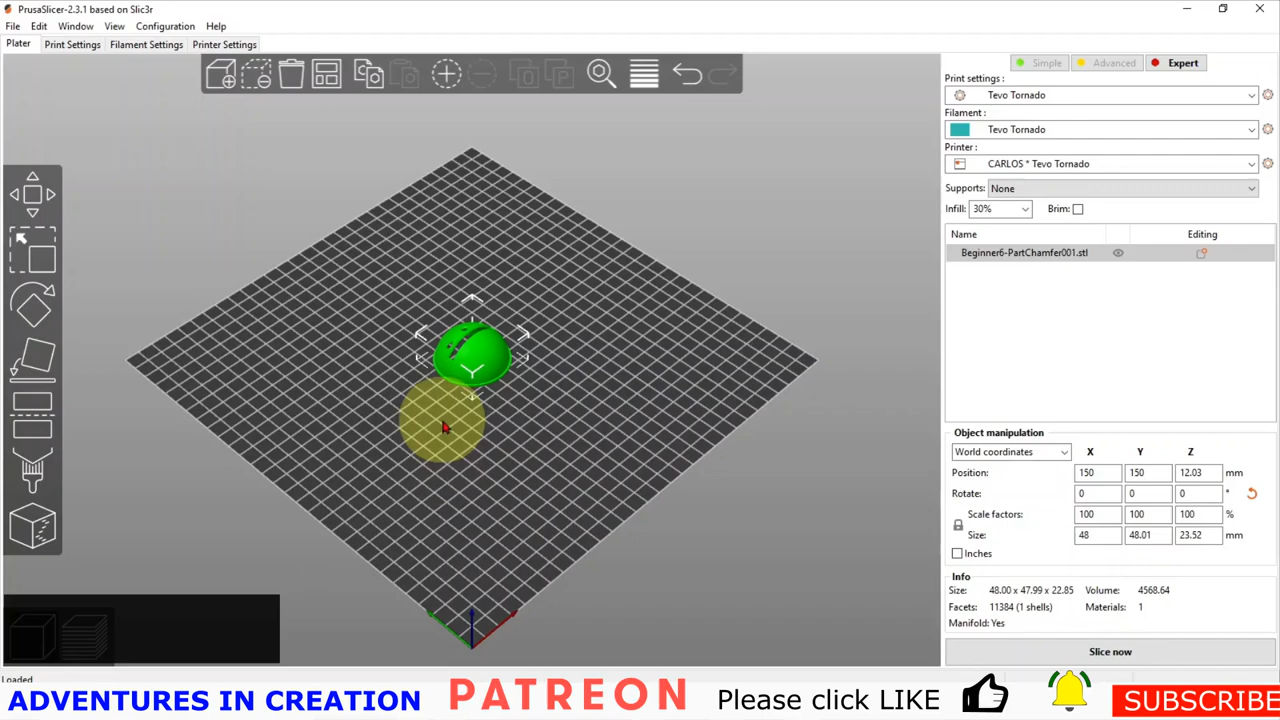 PrusaSlicer-2.3.1 based on Slic3r
File Edit Window View Configuration Help
Plater Print Settings Filament Settings Printer Settings
Simple Advanced Expert
Print settings :
Tevo Tornado
Filament :
Tevo Tornado
Printer :
CARLOS * Tevo Tornado
Supports: None
Infill: 30% Brim:
Name Editing
Beginner6-PartChamfer001.stl
Object manipulation
World coordinates X Y Z
Position: 150 150 12.03 mm
Rotate: 0 0 0 °
Scale factors: 100 100 100 %
Size: 48 48.01 23.52 mm
Inches
Info
Size: 48.00 x 47.99 x 22.85 Volume: 4568.64
Facets: 11384 (1 shells) Materials: 1
Manifold: Yes
Slice now
Loaded
ADVENTURES IN CREATION PATREON Please click LIKE SUBSCRIBE